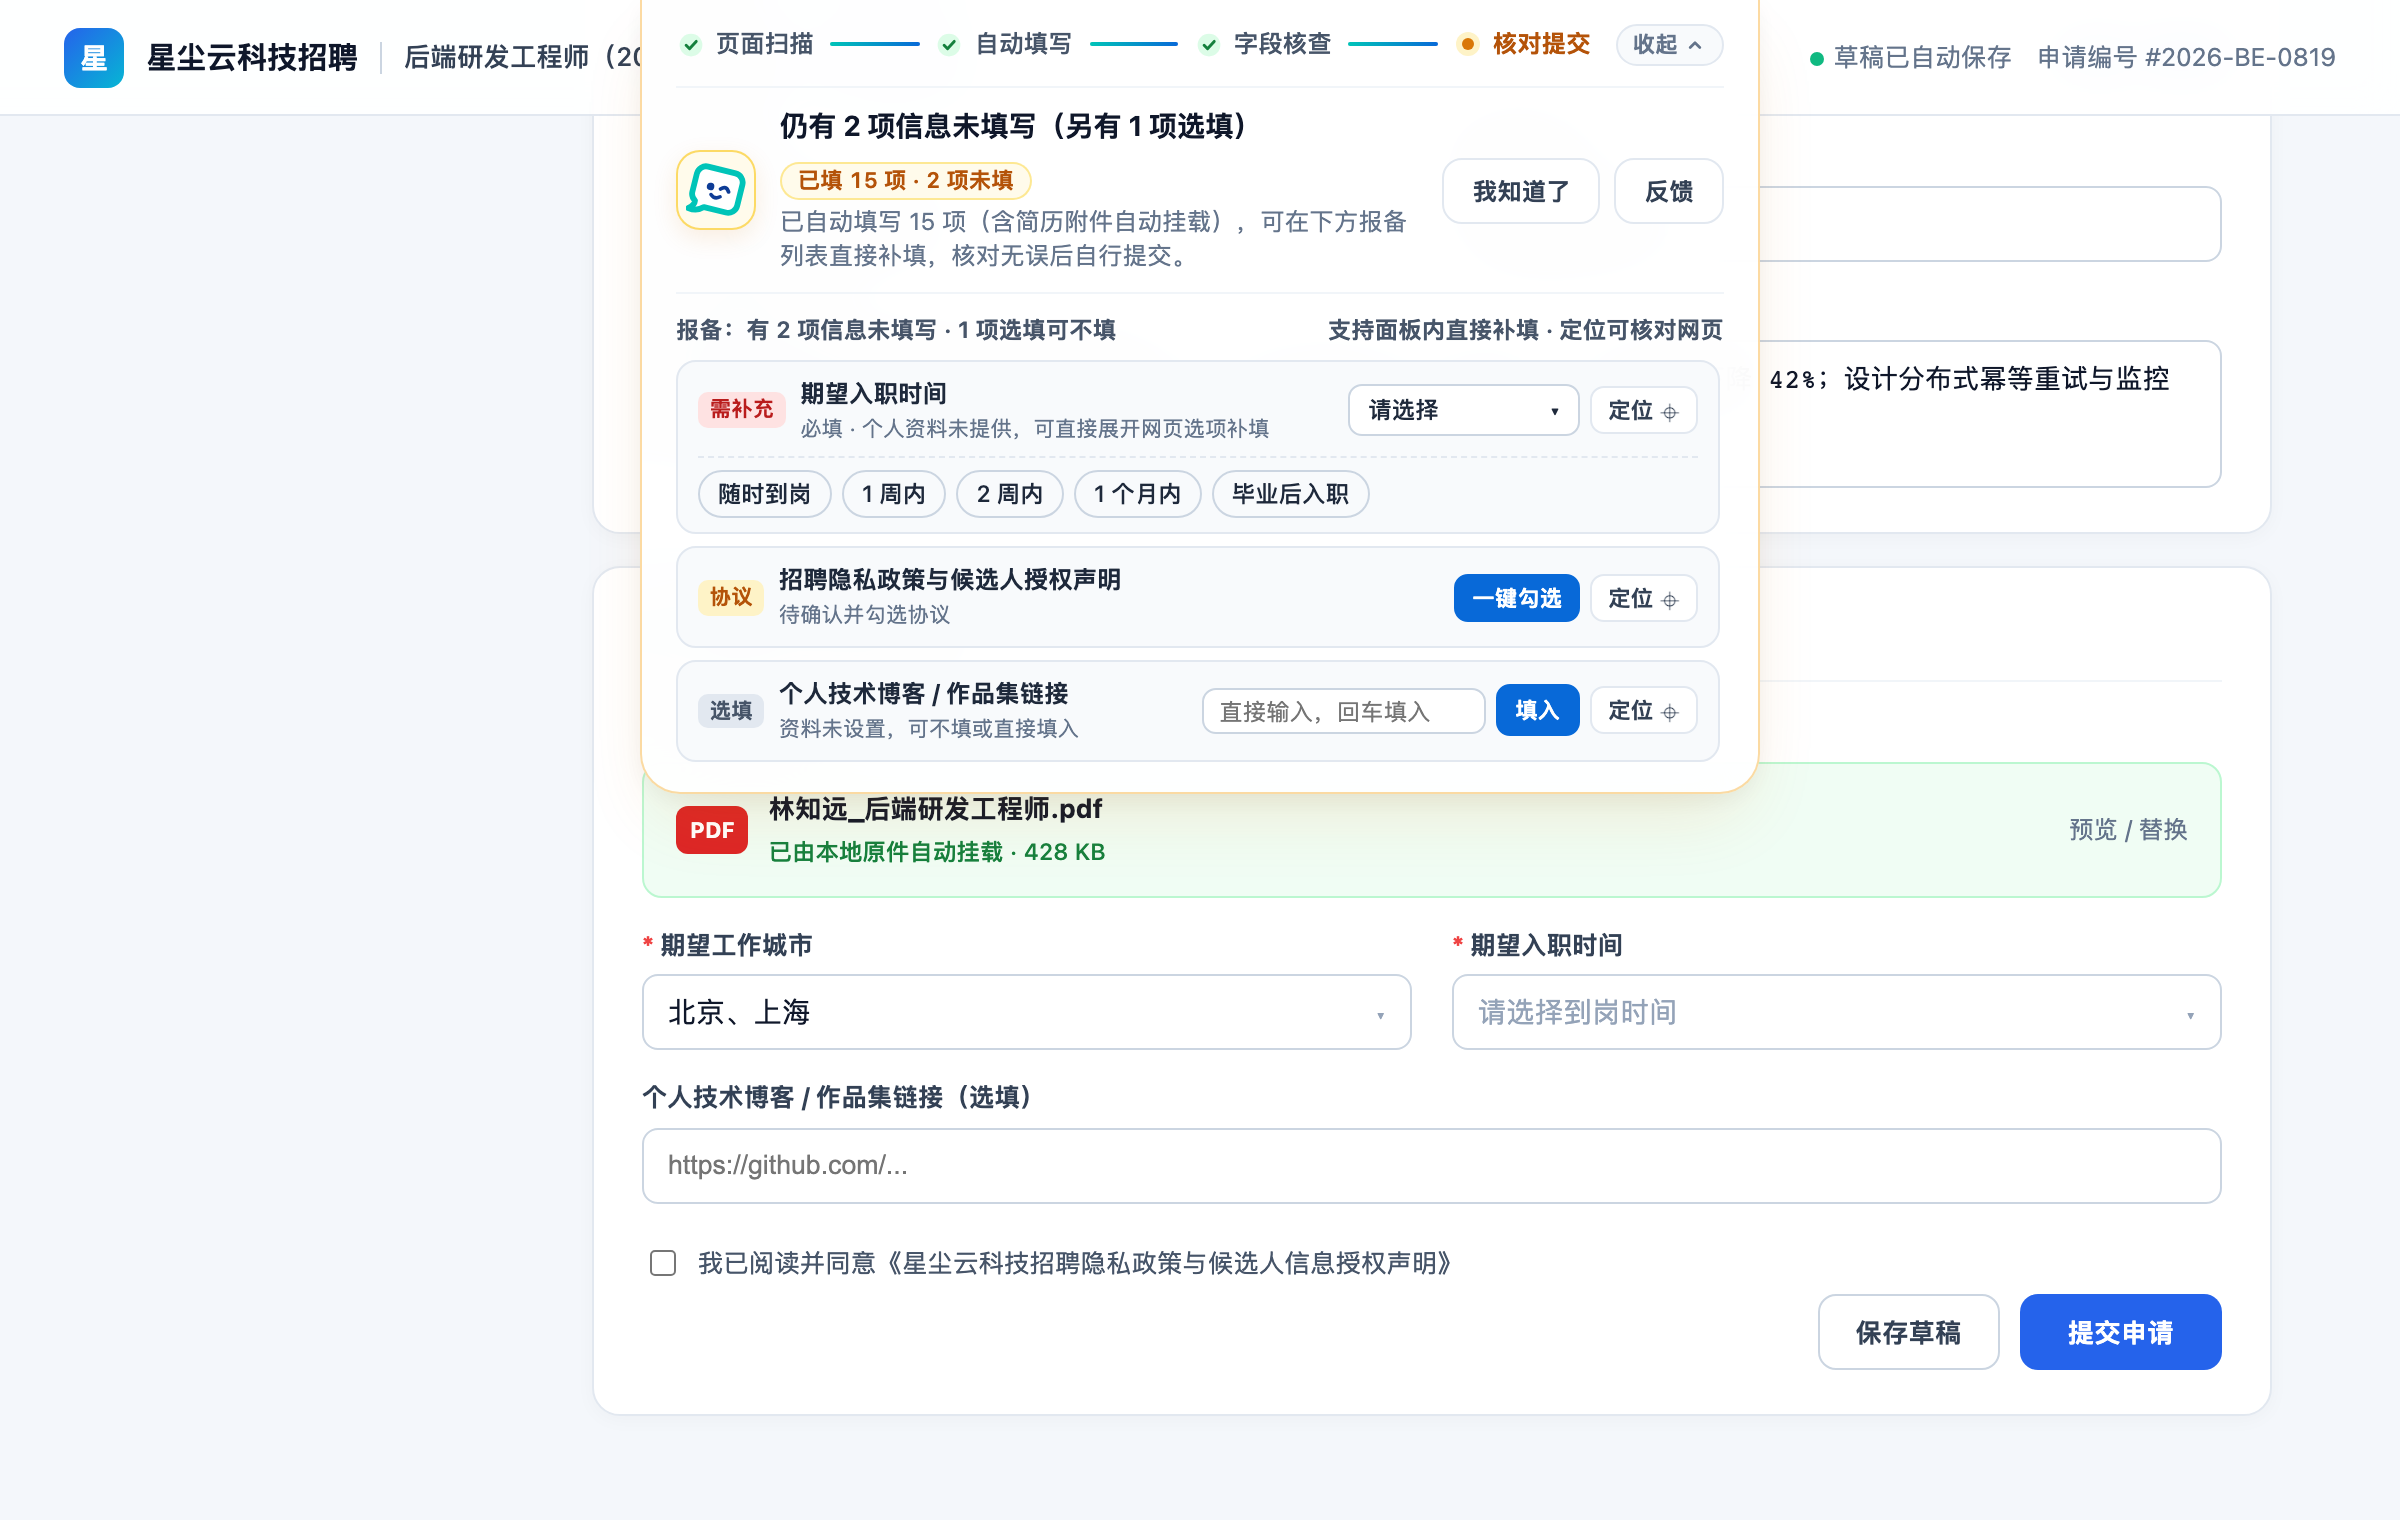 星 星尘云科技招聘 后端研发工程师（20
草稿已自动保存 申请编号 #2026-BE-0819
页面扫描 自动填写 字段核查 核对提交 收起
仍有 2 项信息未填写（另有 1 项选填）
已填 15 项 · 2 项未填
已自动填写 15 项（含简历附件自动挂载），可在下方报备
列表直接补填，核对无误后自行提交。
我知道了 反馈
报备：有 2 项信息未填写 · 1 项选填可不填 支持面板内直接补填 · 定位可核对网页
需补充 期望入职时间
必填 · 个人资料未提供，可直接展开网页选项补填
请选择 定位
随时到岗 1 周内 2 周内 1 个月内 毕业后入职
协议 招聘隐私政策与候选人授权声明
待确认并勾选协议
一键勾选 定位
选填 个人技术博客 / 作品集链接
资料未设置，可不填或直接填入
直接输入，回车填入 填入 定位
42%；设计分布式幂等重试与监控
PDF 林知远_后端研发工程师.pdf
已由本地原件自动挂载 · 428 KB
预览 / 替换
* 期望工作城市
北京、上海
* 期望入职时间
请选择到岗时间
个人技术博客 / 作品集链接（选填）
https://github.com/...
我已阅读并同意《星尘云科技招聘隐私政策与候选人信息授权声明》
保存草稿 提交申请